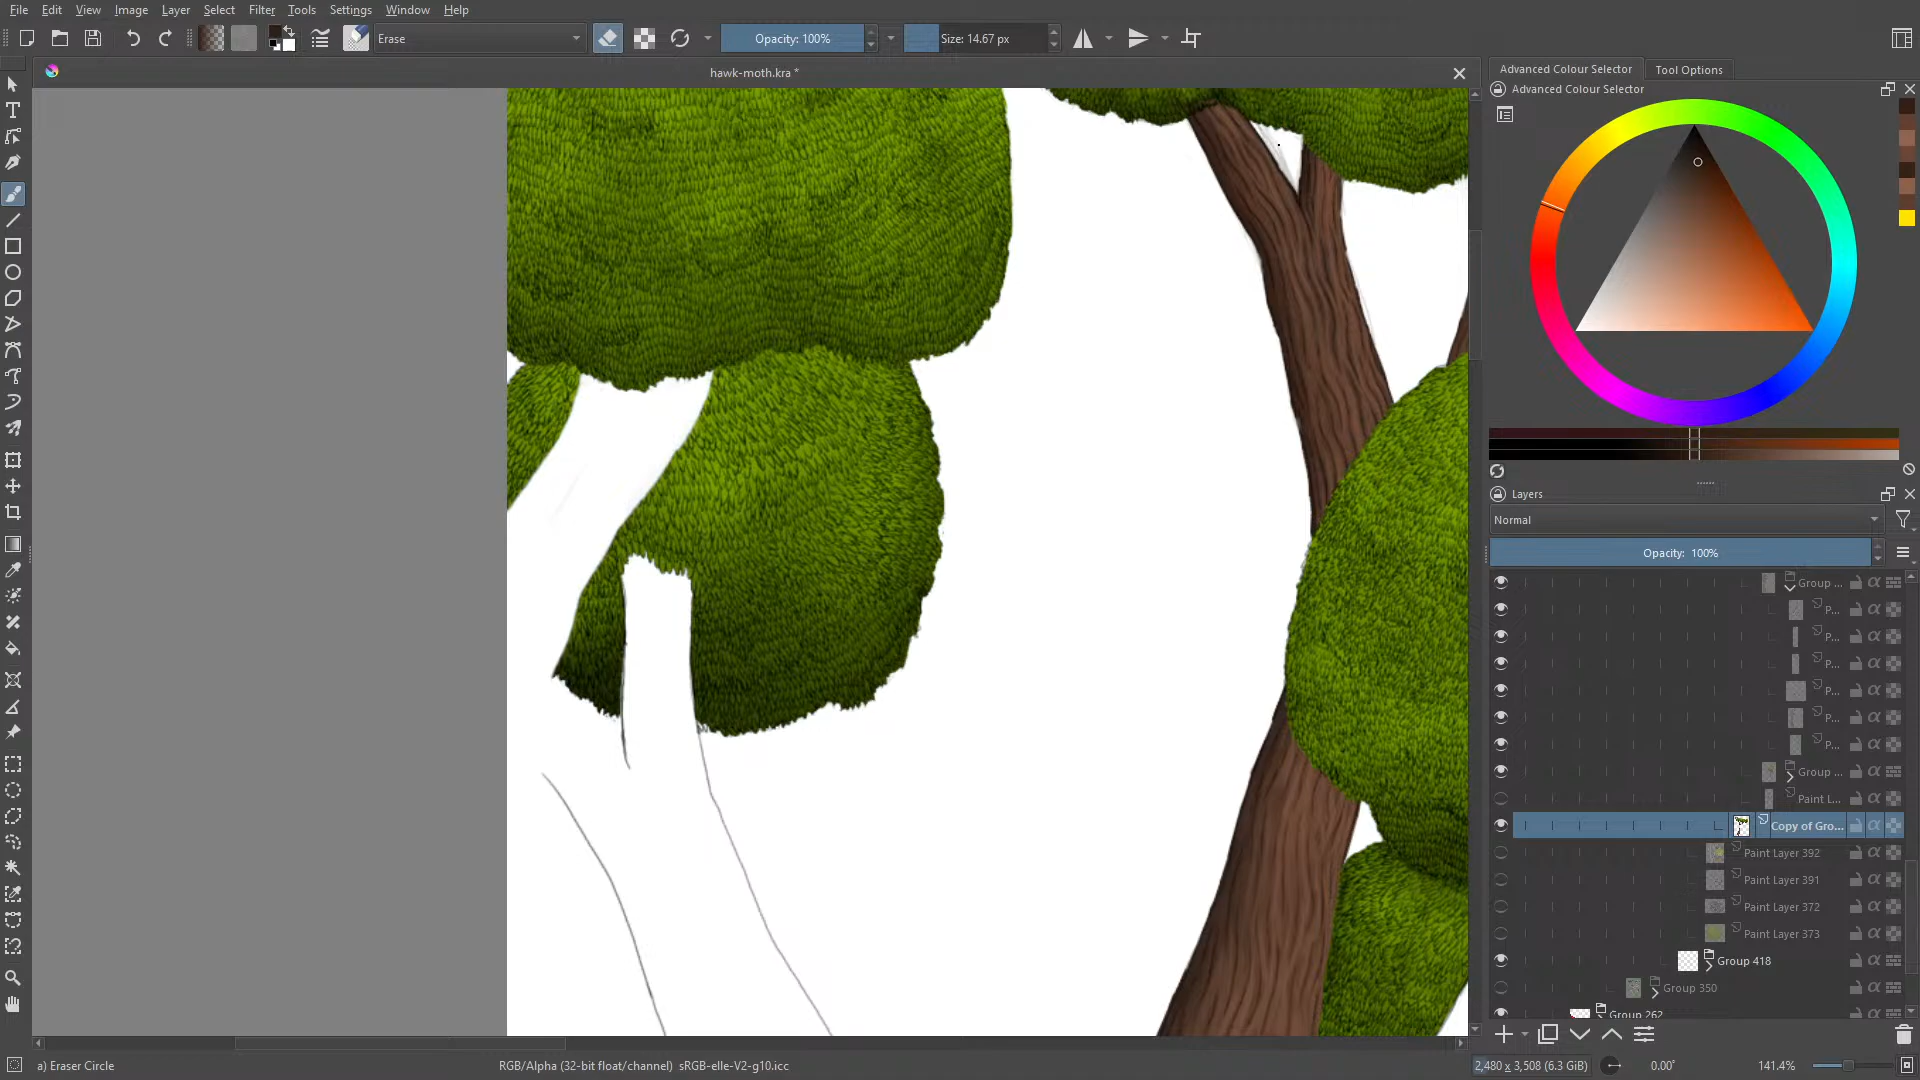 File Edit View Image Layer Select Filter Tools Settings Window Help
Erase
Opacity: 100%
Size: 14.67 px
hawk-moth.kra *
Advanced Colour Selector
Tool Options
Advanced Colour Selector
Layers
Normal
Opacity: 100%
Group ...
P...
P...
P...
P...
P...
P...
Group ...
Paint L...
Copy of Gro...
Paint Layer 392
Paint Layer 391
Paint Layer 372
Paint Layer 373
Group 418
Group 350
Group 262
a) Eraser Circle
RGB/Alpha (32-bit float/channel) sRGB-elle-V2-g10.icc
2,480 x 3,508 (6.3 GiB)
0.00°
141.4%